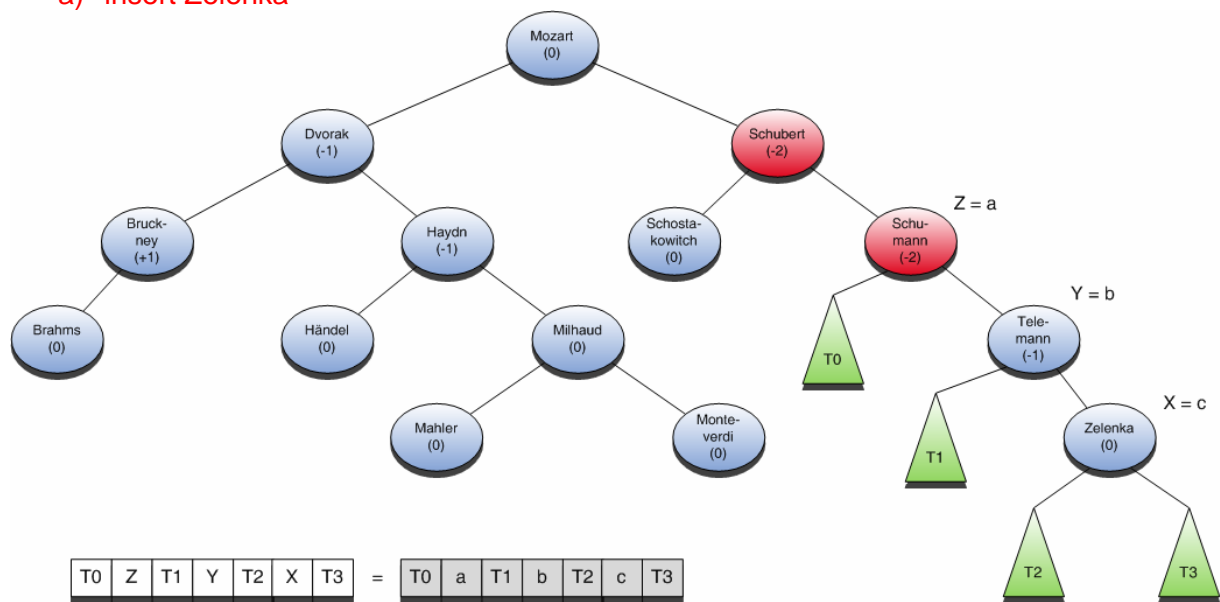 a) Insert Zelenka
Mozart
(0)
Dvorak
(-1)
Schubert
(-2)
Z = a
Bruck-
ney
(+1)
Haydn
(-1)
Schosta-
kowitch
(0)
Schu-
mann
(-2)
Y = b
Brahms
(0)
Händel
(0)
Milhaud
(0)
T0
Tele-
mann
(-1)
X = c
Mahler
(0)
Monte-
verdi
(0)
T1
Zelenka
(0)
T2
T3
T0 Z T1 Y T2 X T3 = T0 a T1 b T2 c T3